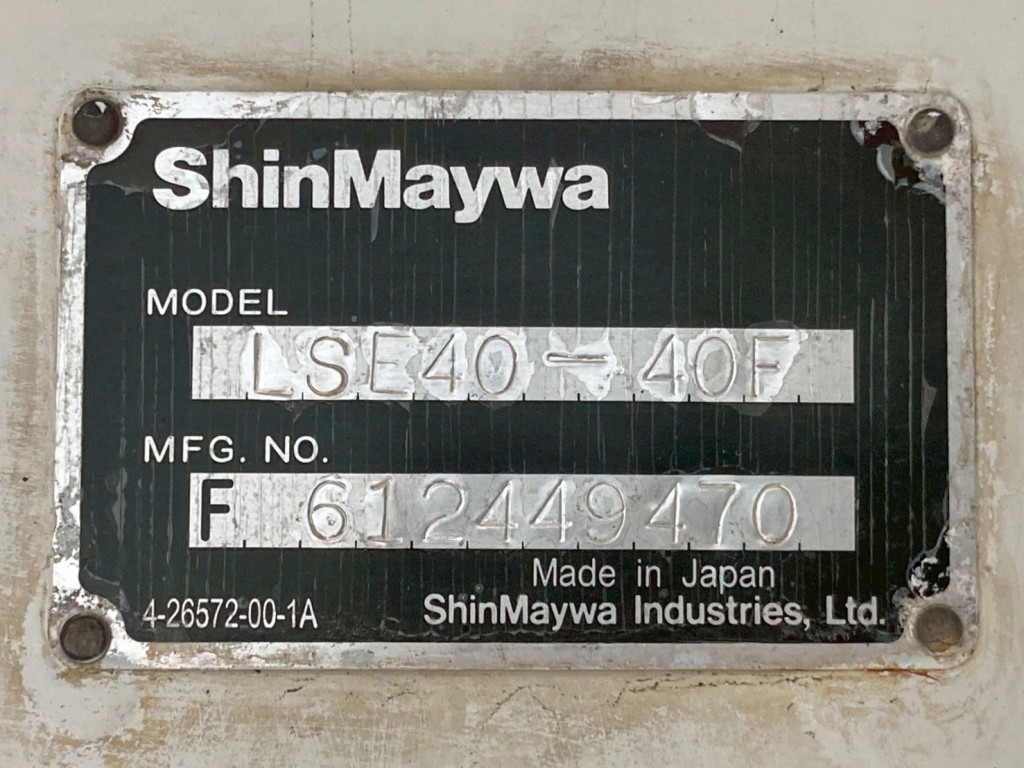 ShinMaywa
MODEL
LSE40-40F
MFG. NO.
F 612449470
Made in Japan
4-26572-00-1A ShinMaywa Industries, Ltd.